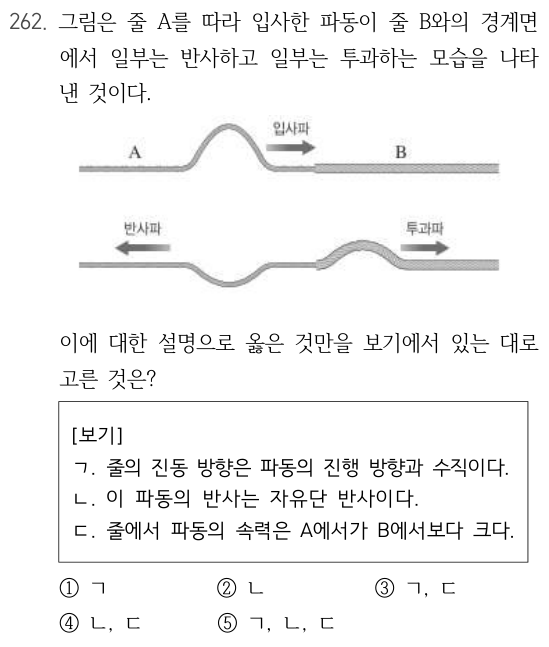 262. 그림은 줄 A를 따라 입사한 파동이 줄 B와의 경계면
에서 일부는 반사하고 일부는 투과하는 모습을 나타
낸 것이다.
입사파
A
B
반사파
투과파
이에 대한 설명으로 옳은 것만을 보기에서 있는 대로
고른 것은?
[보기]
ㄱ. 줄의 진동 방향은 파동의 진행 방향과 수직이다.
ㄴ. 이 파동의 반사는 자유단 반사이다.
ㄷ. 줄에서 파동의 속력은 A에서가 B에서보다 크다.
① ㄱ ② ㄴ ③ ㄱ, ㄷ
④ ㄴ, ㄷ ⑤ ㄱ, ㄴ, ㄷ